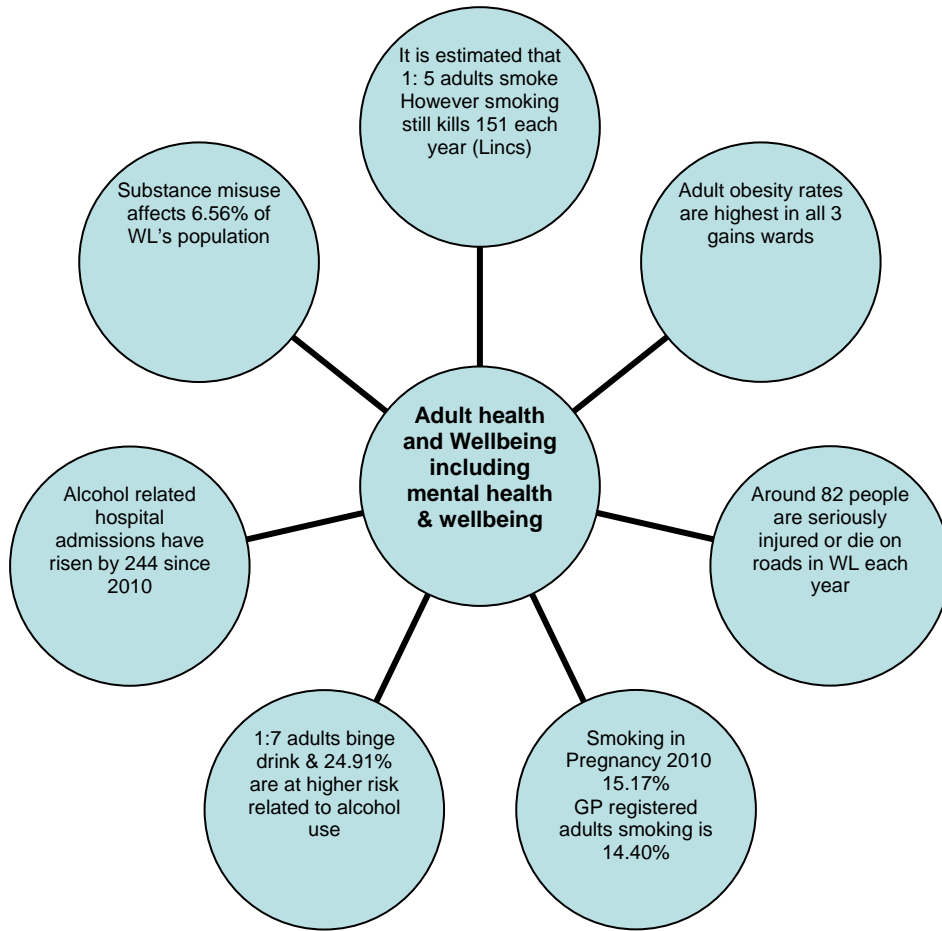 It is estimated that
1: 5 adults smoke
However smoking
still kills 151 each
year (Lincs)
Substance misuse
affects 6.56% of
WL's population
Adult obesity rates
are highest in all 3
gains wards
Adult health
and Wellbeing
including
mental health
& wellbeing
Alcohol related
hospital
admissions have
risen by 244 since
2010
Around 82 people
are seriously
injured or die on
roads in WL each
year
1:7 adults binge
drink & 24.91%
are at higher risk
related to alcohol
use
Smoking in
Pregnancy 2010
15.17%
GP registered
adults smoking is
14.40%